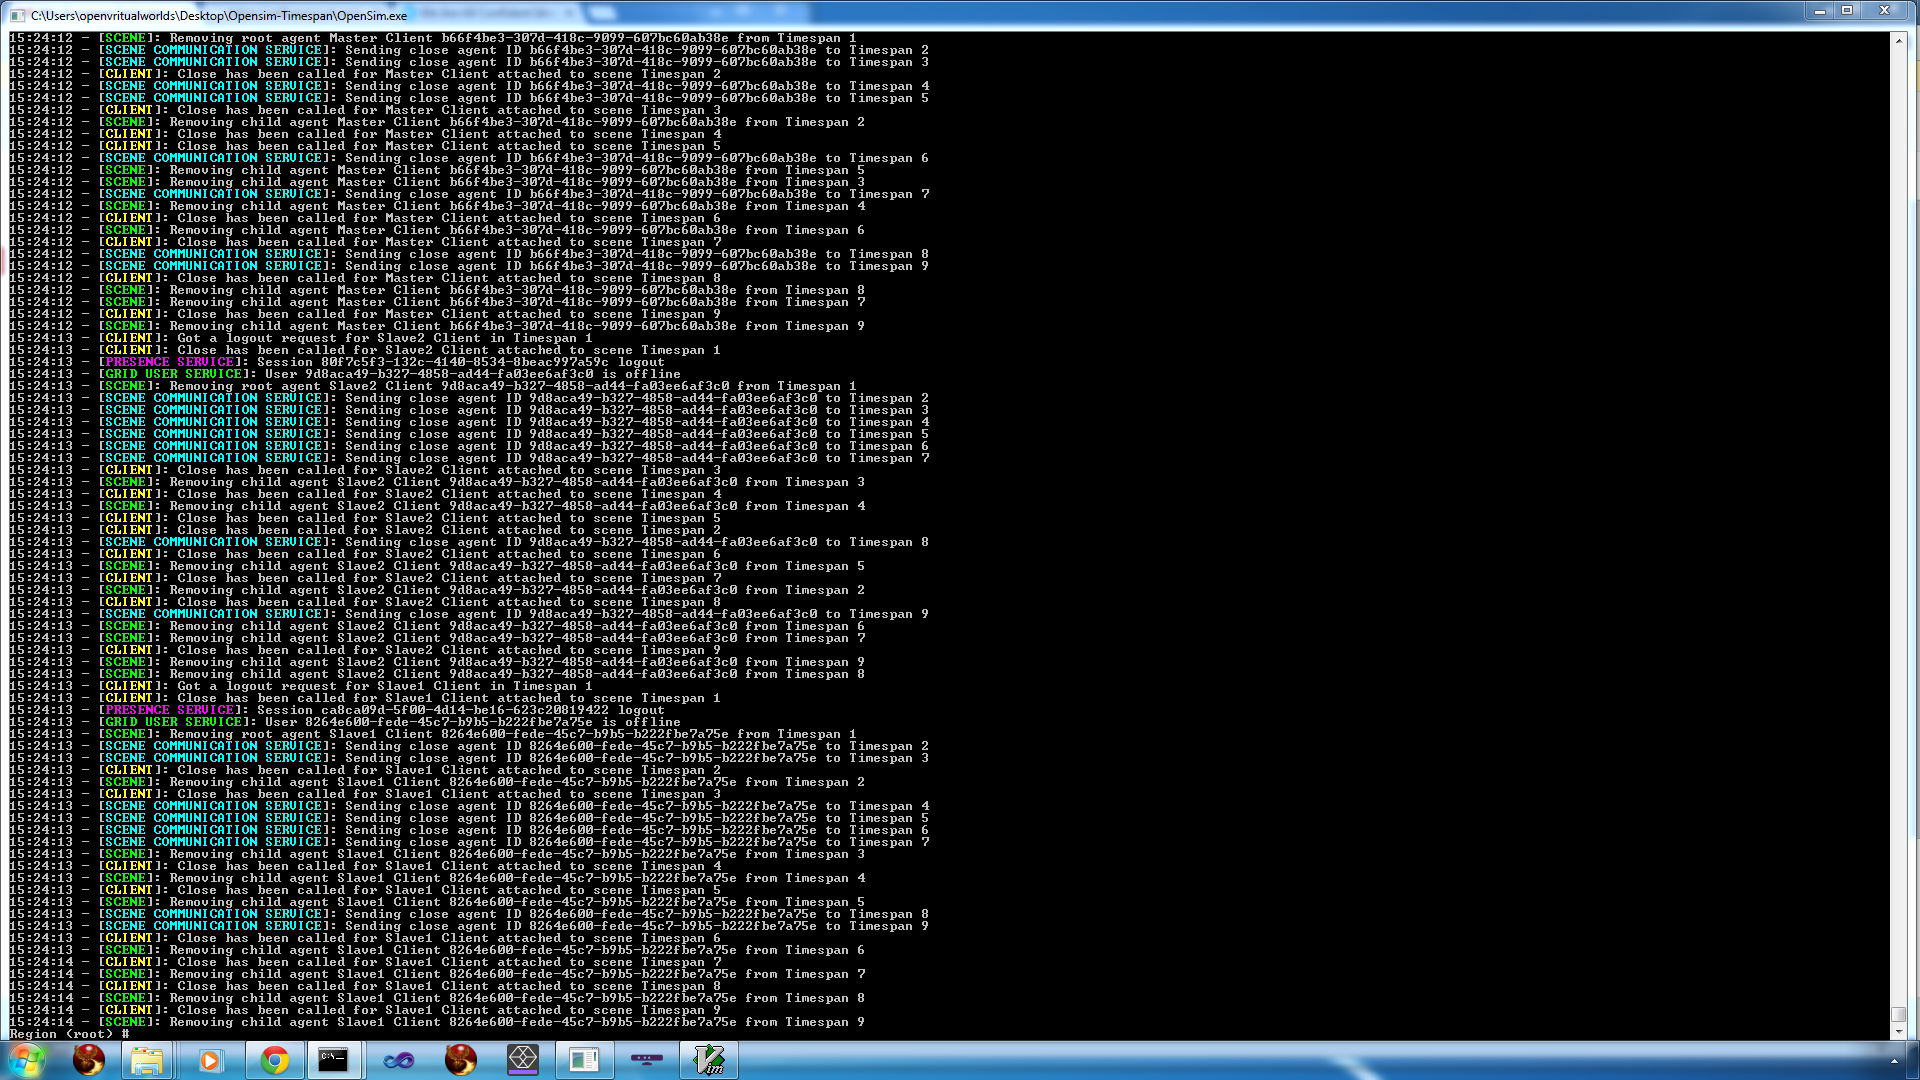 C:\Users\openvritualworlds\Desktop\Opensim-Timespan\OpenSim.exe
15:24:12 - [SCENE]: Removing root agent Master Client b66f4be3-307d-418c-9099-607bc60ab38e from Timespan 1
15:24:12 - [SCENE COMMUNICATION SERVICE]: Sending close agent ID b66f4be3-307d-418c-9099-607bc60ab38e to Timespan 2
15:24:12 - [SCENE COMMUNICATION SERVICE]: Sending close agent ID b66f4be3-307d-418c-9099-607bc60ab38e to Timespan 3
15:24:12 - [CLIENT]: Close has been called for Master Client attached to scene Timespan 2
15:24:12 - [SCENE COMMUNICATION SERVICE]: Sending close agent ID b66f4be3-307d-418c-9099-607bc60ab38e to Timespan 4
15:24:12 - [SCENE COMMUNICATION SERVICE]: Sending close agent ID b66f4be3-307d-418c-9099-607bc60ab38e to Timespan 5
15:24:12 - [CLIENT]: Close has been called for Master Client attached to scene Timespan 3
15:24:12 - [SCENE]: Removing child agent Master Client b66f4be3-307d-418c-9099-607bc60ab38e from Timespan 2
15:24:12 - [CLIENT]: Close has been called for Master Client attached to scene Timespan 4
15:24:12 - [CLIENT]: Close has been called for Master Client attached to scene Timespan 5
15:24:12 - [SCENE COMMUNICATION SERVICE]: Sending close agent ID b66f4be3-307d-418c-9099-607bc60ab38e to Timespan 6
15:24:12 - [SCENE]: Removing child agent Master Client b66f4be3-307d-418c-9099-607bc60ab38e from Timespan 5
15:24:12 - [SCENE]: Removing child agent Master Client b66f4be3-307d-418c-9099-607bc60ab38e from Timespan 3
15:24:12 - [SCENE COMMUNICATION SERVICE]: Sending close agent ID b66f4be3-307d-418c-9099-607bc60ab38e to Timespan 7
15:24:12 - [SCENE]: Removing child agent Master Client b66f4be3-307d-418c-9099-607bc60ab38e from Timespan 4
15:24:12 - [CLIENT]: Close has been called for Master Client attached to scene Timespan 6
15:24:12 - [SCENE]: Removing child agent Master Client b66f4be3-307d-418c-9099-607bc60ab38e from Timespan 6
15:24:12 - [CLIENT]: Close has been called for Master Client attached to scene Timespan 7
15:24:12 - [SCENE COMMUNICATION SERVICE]: Sending close agent ID b66f4be3-307d-418c-9099-607bc60ab38e to Timespan 8
15:24:12 - [SCENE COMMUNICATION SERVICE]: Sending close agent ID b66f4be3-307d-418c-9099-607bc60ab38e to Timespan 9
15:24:12 - [CLIENT]: Close has been called for Master Client attached to scene Timespan 8
15:24:12 - [SCENE]: Removing child agent Master Client b66f4be3-307d-418c-9099-607bc60ab38e from Timespan 8
15:24:12 - [SCENE]: Removing child agent Master Client b66f4be3-307d-418c-9099-607bc60ab38e from Timespan 7
15:24:12 - [CLIENT]: Close has been called for Master Client attached to scene Timespan 9
15:24:12 - [SCENE]: Removing child agent Master Client b66f4be3-307d-418c-9099-607bc60ab38e from Timespan 9
15:24:13 - [CLIENT]: Got a logout request for Slave2 Client in Timespan 1
15:24:13 - [CLIENT]: Close has been called for Slave2 Client attached to scene Timespan 1
15:24:13 - [PRESENCE SERVICE]: Session 80f7c5f3-132c-4140-8534-8beac997a59c logout
15:24:13 - [GRID USER SERVICE]: User 9d8aca49-b327-4858-ad44-fa03ee6af3c0 is offline
15:24:13 - [SCENE]: Removing root agent Slave2 Client 9d8aca49-b327-4858-ad44-fa03ee6af3c0 from Timespan 1
15:24:13 - [SCENE COMMUNICATION SERVICE]: Sending close agent ID 9d8aca49-b327-4858-ad44-fa03ee6af3c0 to Timespan 2
15:24:13 - [SCENE COMMUNICATION SERVICE]: Sending close agent ID 9d8aca49-b327-4858-ad44-fa03ee6af3c0 to Timespan 3
15:24:13 - [SCENE COMMUNICATION SERVICE]: Sending close agent ID 9d8aca49-b327-4858-ad44-fa03ee6af3c0 to Timespan 4
15:24:13 - [SCENE COMMUNICATION SERVICE]: Sending close agent ID 9d8aca49-b327-4858-ad44-fa03ee6af3c0 to Timespan 5
15:24:13 - [SCENE COMMUNICATION SERVICE]: Sending close agent ID 9d8aca49-b327-4858-ad44-fa03ee6af3c0 to Timespan 6
15:24:13 - [SCENE COMMUNICATION SERVICE]: Sending close agent ID 9d8aca49-b327-4858-ad44-fa03ee6af3c0 to Timespan 7
15:24:13 - [CLIENT]: Close has been called for Slave2 Client attached to scene Timespan 3
15:24:13 - [SCENE]: Removing child agent Slave2 Client 9d8aca49-b327-4858-ad44-fa03ee6af3c0 from Timespan 3
15:24:13 - [CLIENT]: Close has been called for Slave2 Client attached to scene Timespan 4
15:24:13 - [SCENE]: Removing child agent Slave2 Client 9d8aca49-b327-4858-ad44-fa03ee6af3c0 from Timespan 4
15:24:13 - [CLIENT]: Close has been called for Slave2 Client attached to scene Timespan 5
15:24:13 - [CLIENT]: Close has been called for Slave2 Client attached to scene Timespan 2
15:24:13 - [SCENE COMMUNICATION SERVICE]: Sending close agent ID 9d8aca49-b327-4858-ad44-fa03ee6af3c0 to Timespan 8
15:24:13 - [CLIENT]: Close has been called for Slave2 Client attached to scene Timespan 6
15:24:13 - [SCENE]: Removing child agent Slave2 Client 9d8aca49-b327-4858-ad44-fa03ee6af3c0 from Timespan 5
15:24:13 - [CLIENT]: Close has been called for Slave2 Client attached to scene Timespan 7
15:24:13 - [SCENE]: Removing child agent Slave2 Client 9d8aca49-b327-4858-ad44-fa03ee6af3c0 from Timespan 2
15:24:13 - [CLIENT]: Close has been called for Slave2 Client attached to scene Timespan 8
15:24:13 - [SCENE COMMUNICATION SERVICE]: Sending close agent ID 9d8aca49-b327-4858-ad44-fa03ee6af3c0 to Timespan 9
15:24:13 - [SCENE]: Removing child agent Slave2 Client 9d8aca49-b327-4858-ad44-fa03ee6af3c0 from Timespan 6
15:24:13 - [SCENE]: Removing child agent Slave2 Client 9d8aca49-b327-4858-ad44-fa03ee6af3c0 from Timespan 7
15:24:13 - [CLIENT]: Close has been called for Slave2 Client attached to scene Timespan 9
15:24:13 - [SCENE]: Removing child agent Slave2 Client 9d8aca49-b327-4858-ad44-fa03ee6af3c0 from Timespan 9
15:24:13 - [SCENE]: Removing child agent Slave2 Client 9d8aca49-b327-4858-ad44-fa03ee6af3c0 from Timespan 8
15:24:13 - [CLIENT]: Got a logout request for Slave1 Client in Timespan 1
15:24:13 - [CLIENT]: Close has been called for Slave1 Client attached to scene Timespan 1
15:24:13 - [PRESENCE SERVICE]: Session ca8ca09d-5f00-4d14-be16-623c20819422 logout
15:24:13 - [GRID USER SERVICE]: User 8264e600-fede-45c7-b9b5-b222fbe7a75e is offline
15:24:13 - [SCENE]: Removing root agent Slave1 Client 8264e600-fede-45c7-b9b5-b222fbe7a75e from Timespan 1
15:24:13 - [SCENE COMMUNICATION SERVICE]: Sending close agent ID 8264e600-fede-45c7-b9b5-b222fbe7a75e to Timespan 2
15:24:13 - [SCENE COMMUNICATION SERVICE]: Sending close agent ID 8264e600-fede-45c7-b9b5-b222fbe7a75e to Timespan 3
15:24:13 - [CLIENT]: Close has been called for Slave1 Client attached to scene Timespan 2
15:24:13 - [SCENE]: Removing child agent Slave1 Client 8264e600-fede-45c7-b9b5-b222fbe7a75e from Timespan 2
15:24:13 - [CLIENT]: Close has been called for Slave1 Client attached to scene Timespan 3
15:24:13 - [SCENE COMMUNICATION SERVICE]: Sending close agent ID 8264e600-fede-45c7-b9b5-b222fbe7a75e to Timespan 4
15:24:13 - [SCENE COMMUNICATION SERVICE]: Sending close agent ID 8264e600-fede-45c7-b9b5-b222fbe7a75e to Timespan 5
15:24:13 - [SCENE COMMUNICATION SERVICE]: Sending close agent ID 8264e600-fede-45c7-b9b5-b222fbe7a75e to Timespan 6
15:24:13 - [SCENE COMMUNICATION SERVICE]: Sending close agent ID 8264e600-fede-45c7-b9b5-b222fbe7a75e to Timespan 7
15:24:13 - [SCENE]: Removing child agent Slave1 Client 8264e600-fede-45c7-b9b5-b222fbe7a75e from Timespan 3
15:24:13 - [CLIENT]: Close has been called for Slave1 Client attached to scene Timespan 4
15:24:13 - [SCENE]: Removing child agent Slave1 Client 8264e600-fede-45c7-b9b5-b222fbe7a75e from Timespan 4
15:24:13 - [CLIENT]: Close has been called for Slave1 Client attached to scene Timespan 5
15:24:13 - [SCENE]: Removing child agent Slave1 Client 8264e600-fede-45c7-b9b5-b222fbe7a75e from Timespan 5
15:24:13 - [SCENE COMMUNICATION SERVICE]: Sending close agent ID 8264e600-fede-45c7-b9b5-b222fbe7a75e to Timespan 8
15:24:13 - [SCENE COMMUNICATION SERVICE]: Sending close agent ID 8264e600-fede-45c7-b9b5-b222fbe7a75e to Timespan 9
15:24:13 - [CLIENT]: Close has been called for Slave1 Client attached to scene Timespan 6
15:24:13 - [SCENE]: Removing child agent Slave1 Client 8264e600-fede-45c7-b9b5-b222fbe7a75e from Timespan 6
15:24:14 - [CLIENT]: Close has been called for Slave1 Client attached to scene Timespan 7
15:24:14 - [SCENE]: Removing child agent Slave1 Client 8264e600-fede-45c7-b9b5-b222fbe7a75e from Timespan 7
15:24:14 - [CLIENT]: Close has been called for Slave1 Client attached to scene Timespan 8
15:24:14 - [SCENE]: Removing child agent Slave1 Client 8264e600-fede-45c7-b9b5-b222fbe7a75e from Timespan 8
15:24:14 - [CLIENT]: Close has been called for Slave1 Client attached to scene Timespan 9
15:24:14 - [SCENE]: Removing child agent Slave1 Client 8264e600-fede-45c7-b9b5-b222fbe7a75e from Timespan 9
Region (root) #
C:\_
Vim